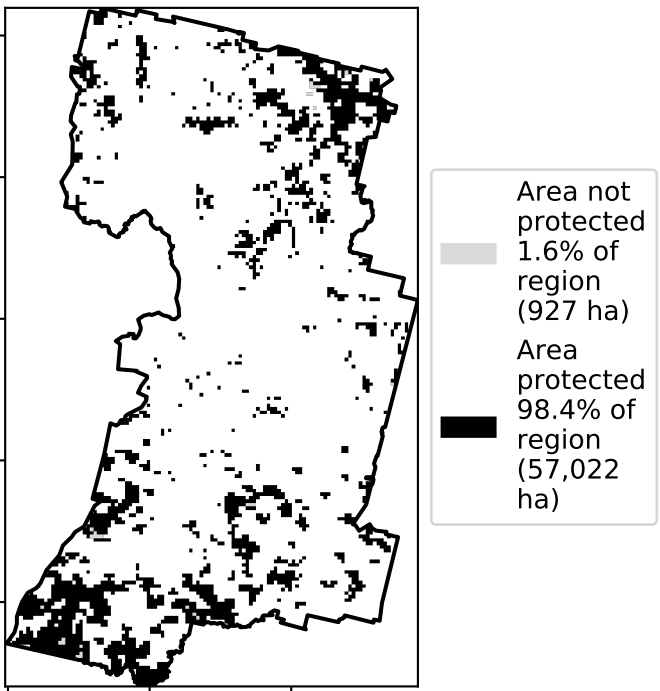 Area not
protected
1.6% of
region
(927 ha)
Area
protected
98.4% of
region
(57,022
ha)